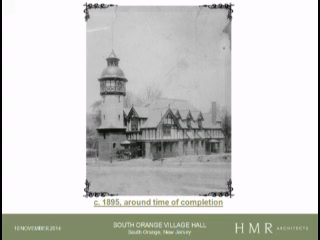 c. 1895, around time of completion
18 NOVEMBER 2014
SOUTH ORANGE VILLAGE HALL
South Orange, New Jersey
HMR ARCHITECTS